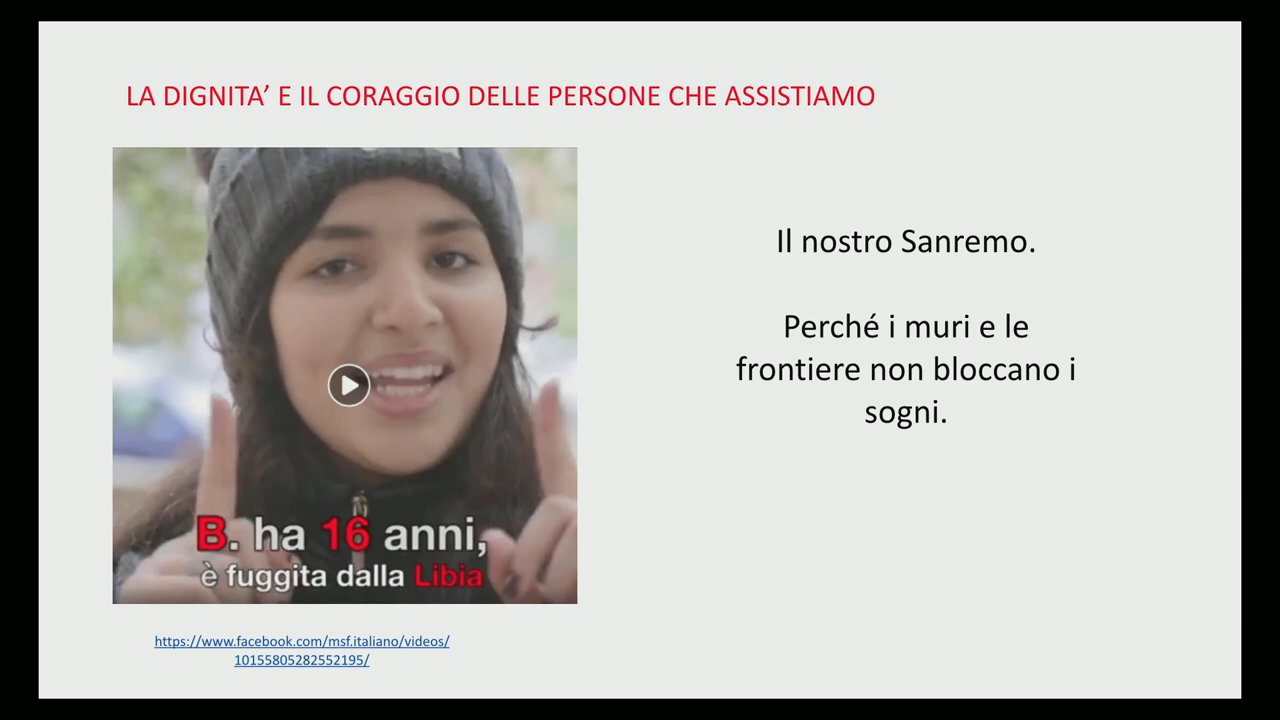 LA DIGNITA’ E IL CORAGGIO DELLE PERSONE CHE ASSISTIAMO
B. ha 16 anni,
è fuggita dalla Libia
https://www.facebook.com/msf.italiano/videos/
10155805282552195/
Il nostro Sanremo.
Perché i muri e le
frontiere non bloccano i
sogni.